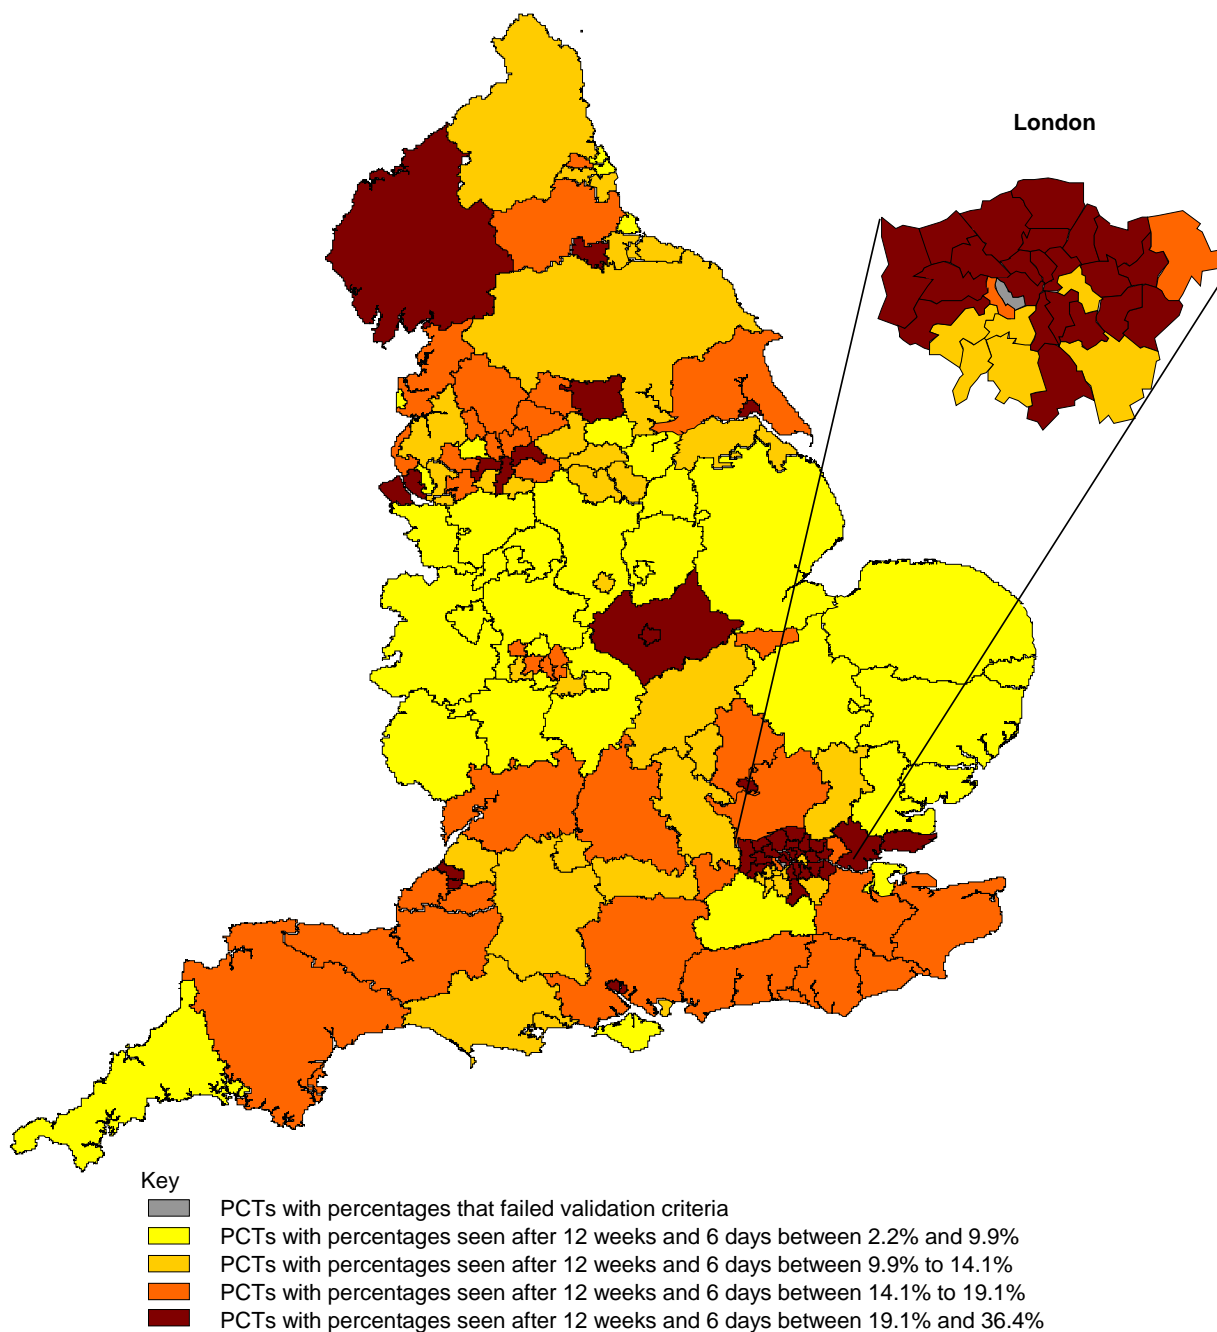 London
Key
PCTs with percentages that failed validation criteria
PCTs with percentages seen after 12 weeks and 6 days between 2.2% and 9.9%
PCTs with percentages seen after 12 weeks and 6 days between 9.9% to 14.1%
PCTs with percentages seen after 12 weeks and 6 days between 14.1% to 19.1%
PCTs with percentages seen after 12 weeks and 6 days between 19.1% and 36.4%